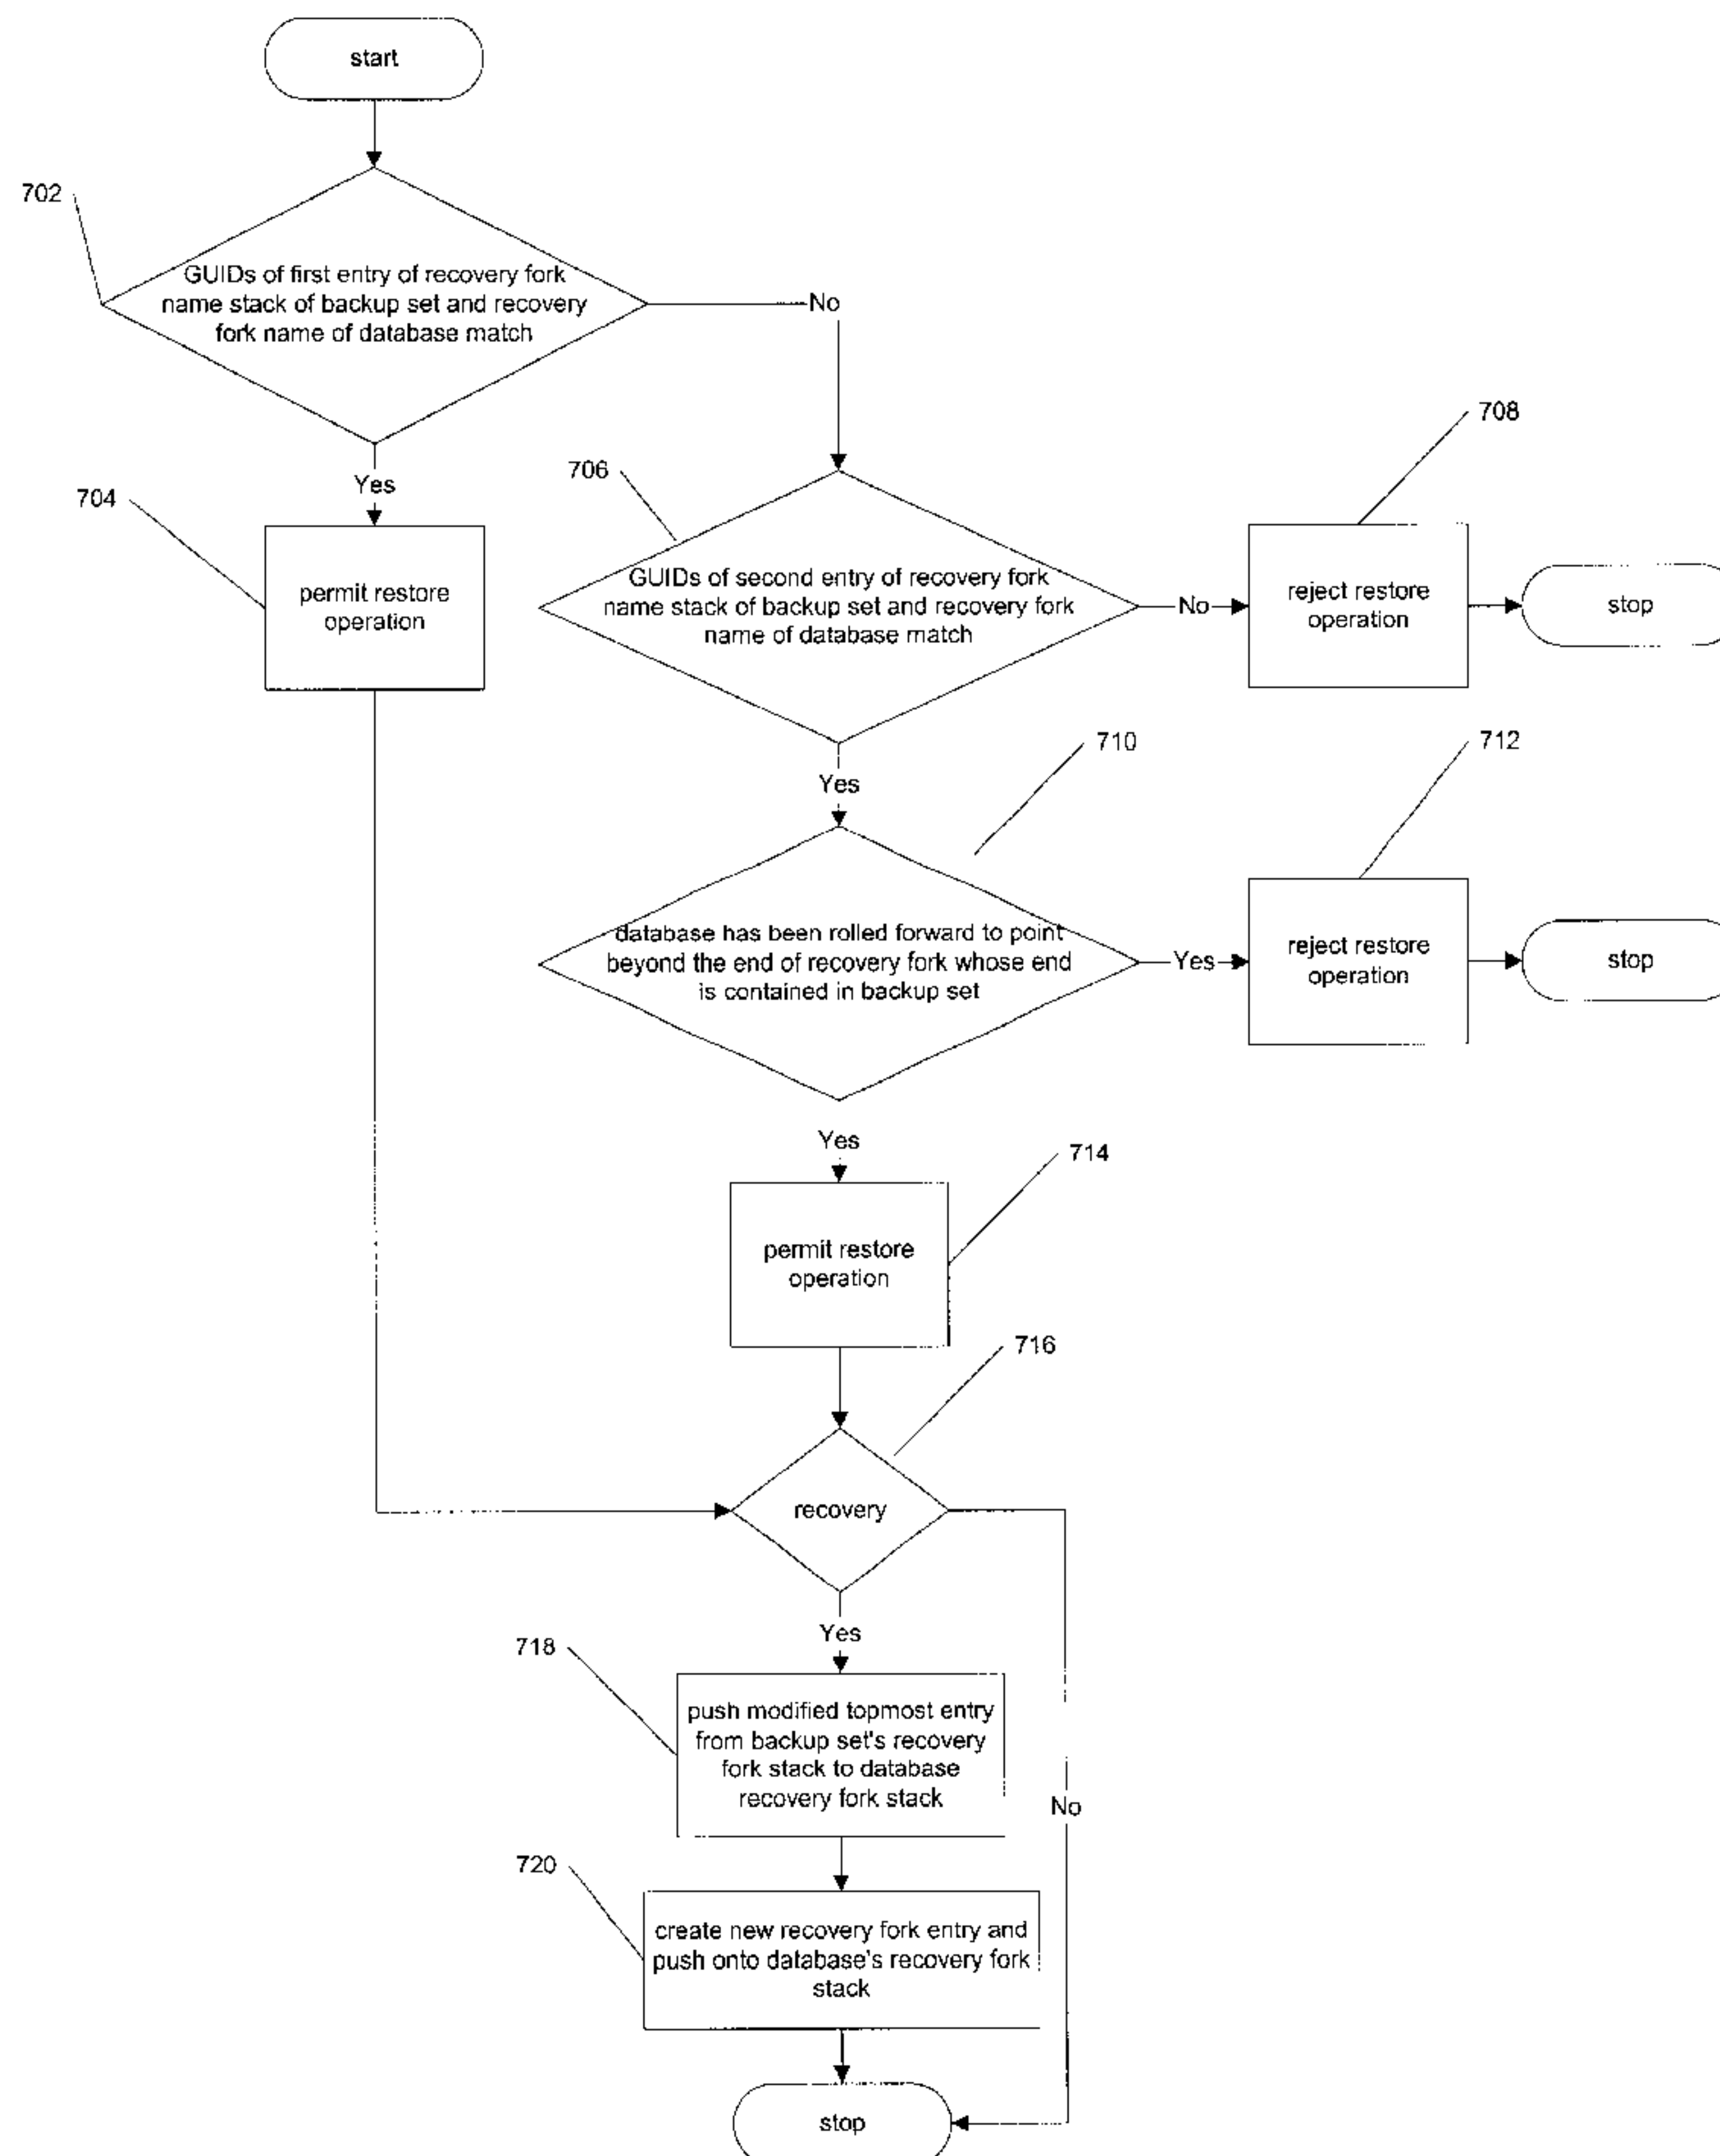 start
702
GUIDs of first entry of recovery fork
name stack of backup set and recovery
fork name of database match
No
Yes
704
permit restore
operation
706
GUIDs of second entry of recovery fork
name stack of backup set and recovery fork
name of database match
No
708
reject restore
operation
stop
Yes
710
database has been rolled forward to point
beyond the end of recovery fork whose end
is contained in backup set
Yes
712
reject restore
operation
stop
Yes
714
permit restore
operation
716
recovery
Yes
718
push modified topmost entry
from backup set's recovery
fork stack to database
recovery fork stack
No
720
create new recovery fork entry and
push onto database's recovery fork
stack
stop